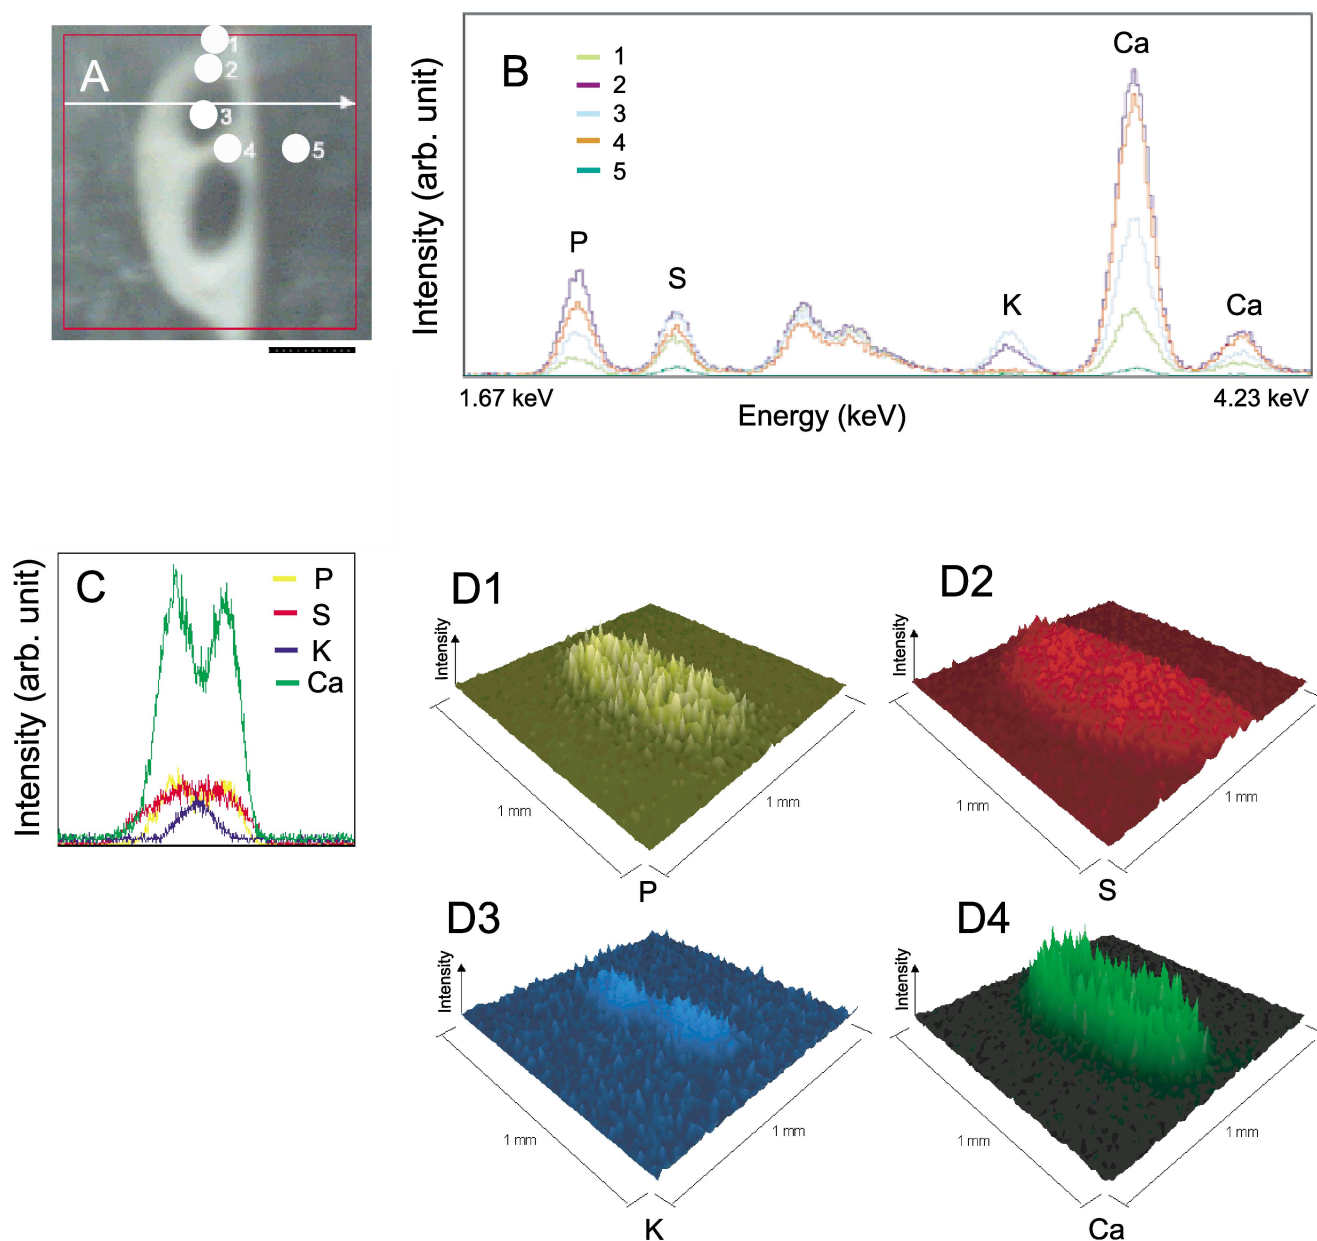 A
1
2
3
4
5
B
1
2
3
4
5
P
S
K
Ca
Ca
Intensity (arb. unit)
1.67 keV
4.23 keV
Energy (keV)
C
P
S
K
Ca
Intensity (arb. unit)
D1
Intensity
1 mm
1 mm
P
D2
Intensity
1 mm
1 mm
S
D3
Intensity
1 mm
1 mm
K
D4
Intensity
1 mm
1 mm
Ca